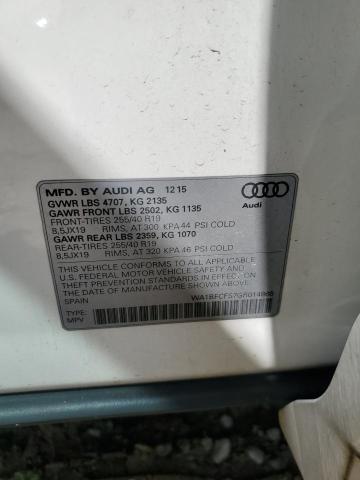 MFD. BY AUDI AG 12 15
GVWR LBS 4707, KG 2135
GAWR FRONT LBS 2502, KG 1135
FRONT-TIRES 255/40 R19
8,5JX19 RIMS, AT 300 KPA 44 PSI COLD
GAWR REAR LBS 2359, KG 1070
REAR-TIRES 255/40 R19
8,5JX19 RIMS, AT 320 KPA 46 PSI COLD
Audi
THIS VEHICLE CONFORMS TO ALL APPLICABLE
U.S. FEDERAL MOTOR VEHICLE SAFETY AND
THEFT PREVENTION STANDARDS IN EFFECT ON THE
DATE OF MANUFACTURE SHOWN ABOVE.
SPAIN
TYPE:
MPV